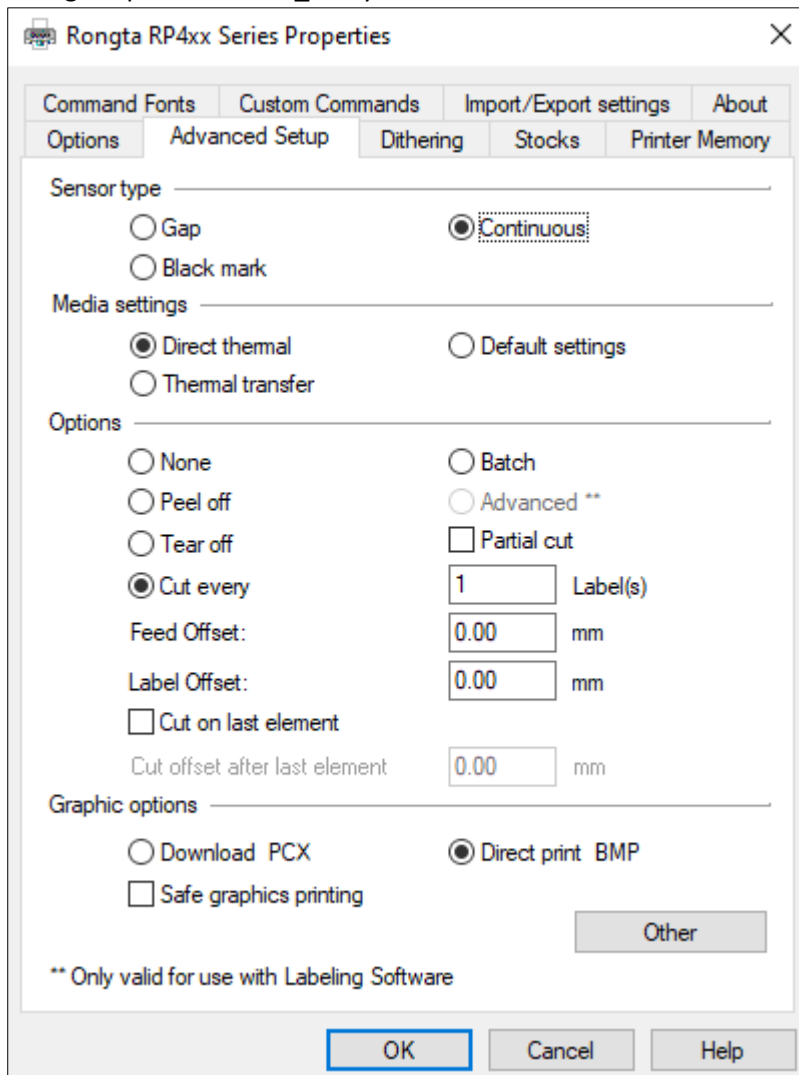 Rongta RP4xx Series Properties
Command Fonts Custom Commands Import/Export settings About
Options Advanced Setup Dithering Stocks Printer Memory
Sensor type
Gap Continuous
Black mark
Media settings
Direct thermal Default settings
Thermal transfer
Options
None Batch
Peel off Advanced **
Tear off Partial cut
Cut every 1 Label(s)
Feed Offset: 0.00 mm
Label Offset: 0.00 mm
Cut on last element
Cut offset after last element 0.00 mm
Graphic options
Download PCX Direct print BMP
Safe graphics printing
Other
** Only valid for use with Labeling Software
OK Cancel Help